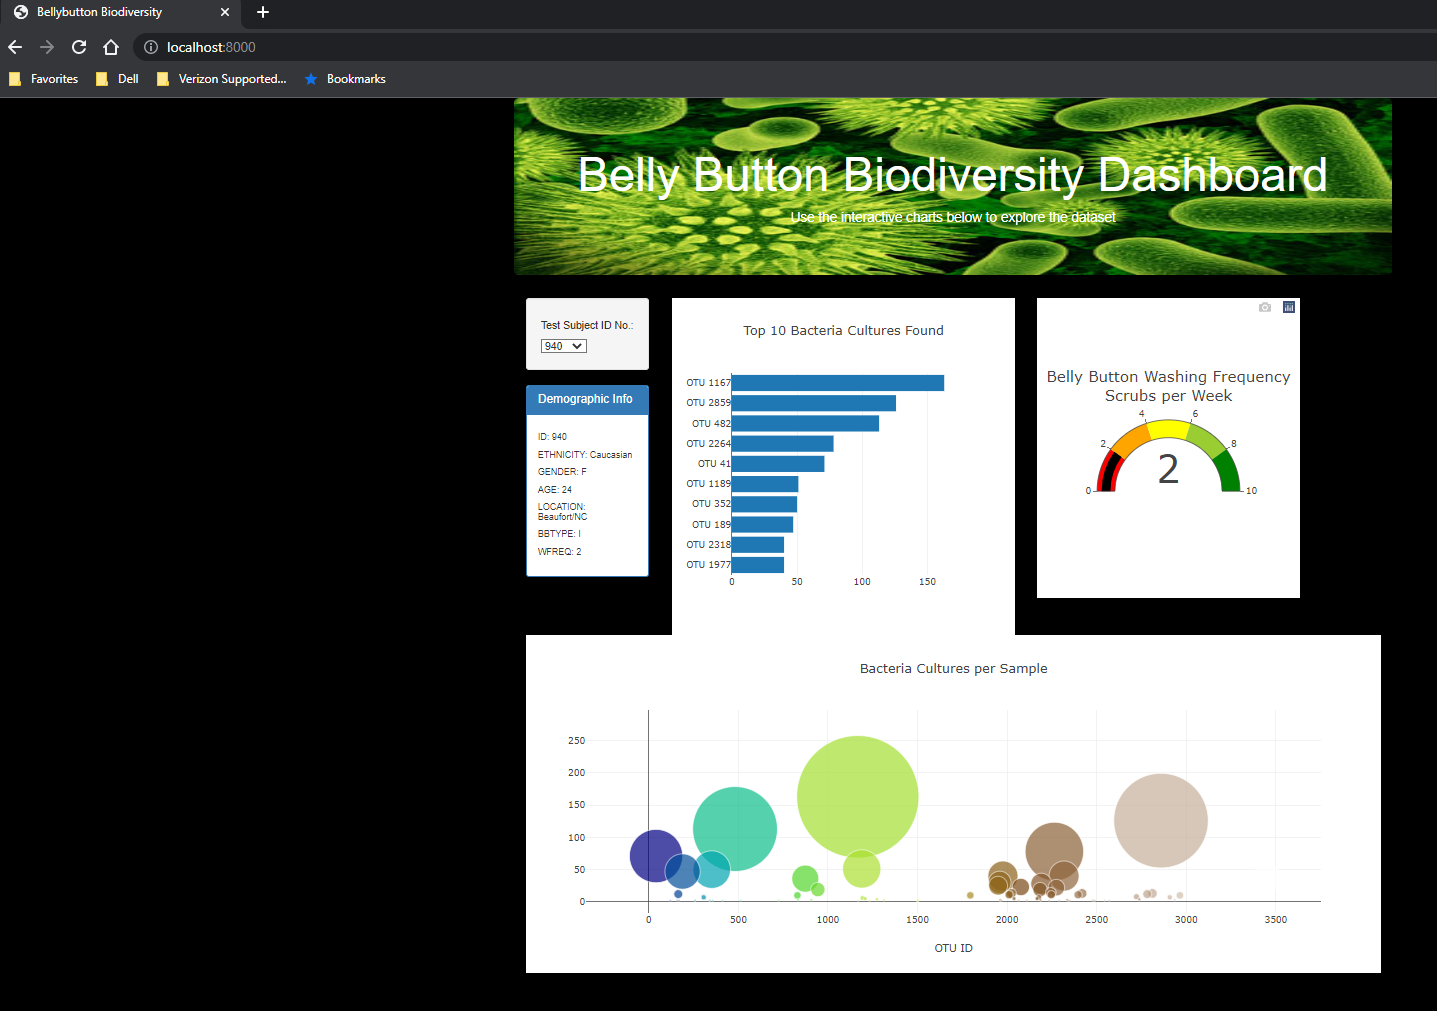 Bellybutton Biodiversity
localhost:8000
Favorites
Dell
Verizon Supported...
Bookmarks
Belly Button Biodiversity Dashboard
Use the interactive charts below to explore the dataset
Test Subject ID No.:
940
Demographic Info
ID: 940
ETHNICITY: Caucasian
GENDER: F
AGE: 24
LOCATION:
Beaufort/NC
BBTYPE: I
WFREQ: 2
Top 10 Bacteria Cultures Found
OTU 1167
OTU 2859
OTU 482
OTU 2264
OTU 41
OTU 1189
OTU 352
OTU 189
OTU 2318
OTU 1977
0 50 100 150
Belly Button Washing Frequency
Scrubs per Week
4 6
2 8
2
0 10
Bacteria Cultures per Sample
250
200
150
100
50
0
0 500 1000 1500 2000 2500 3000 3500
OTU ID